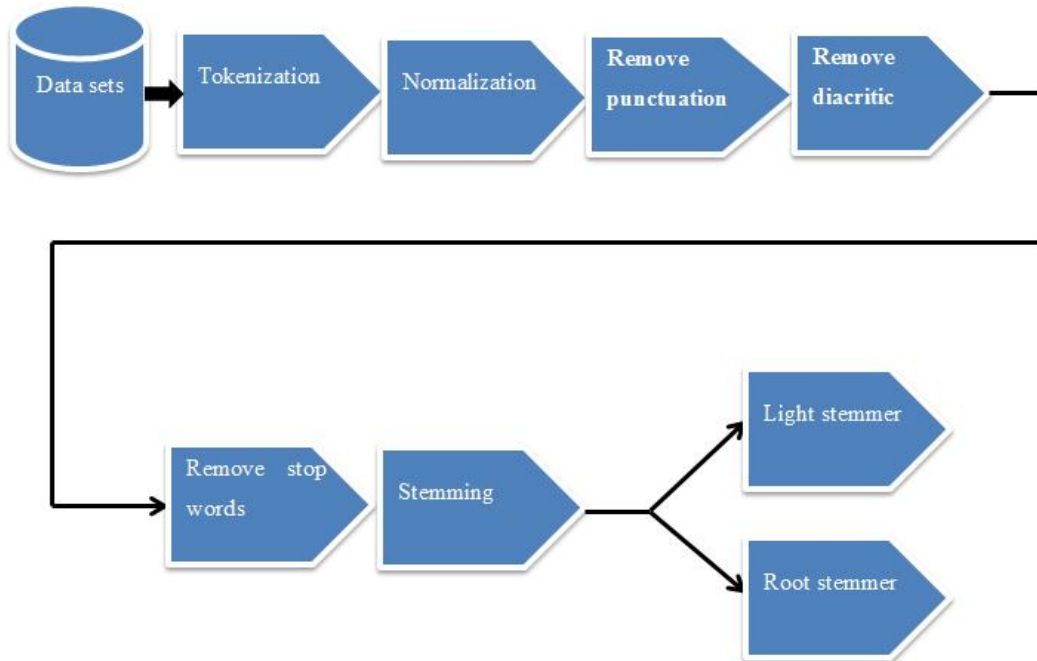 Data sets
Tokenization
Normalization
Remove
punctuation
Remove
diacritic
Remove stop
words
Stemming
Light stemmer
Root stemmer